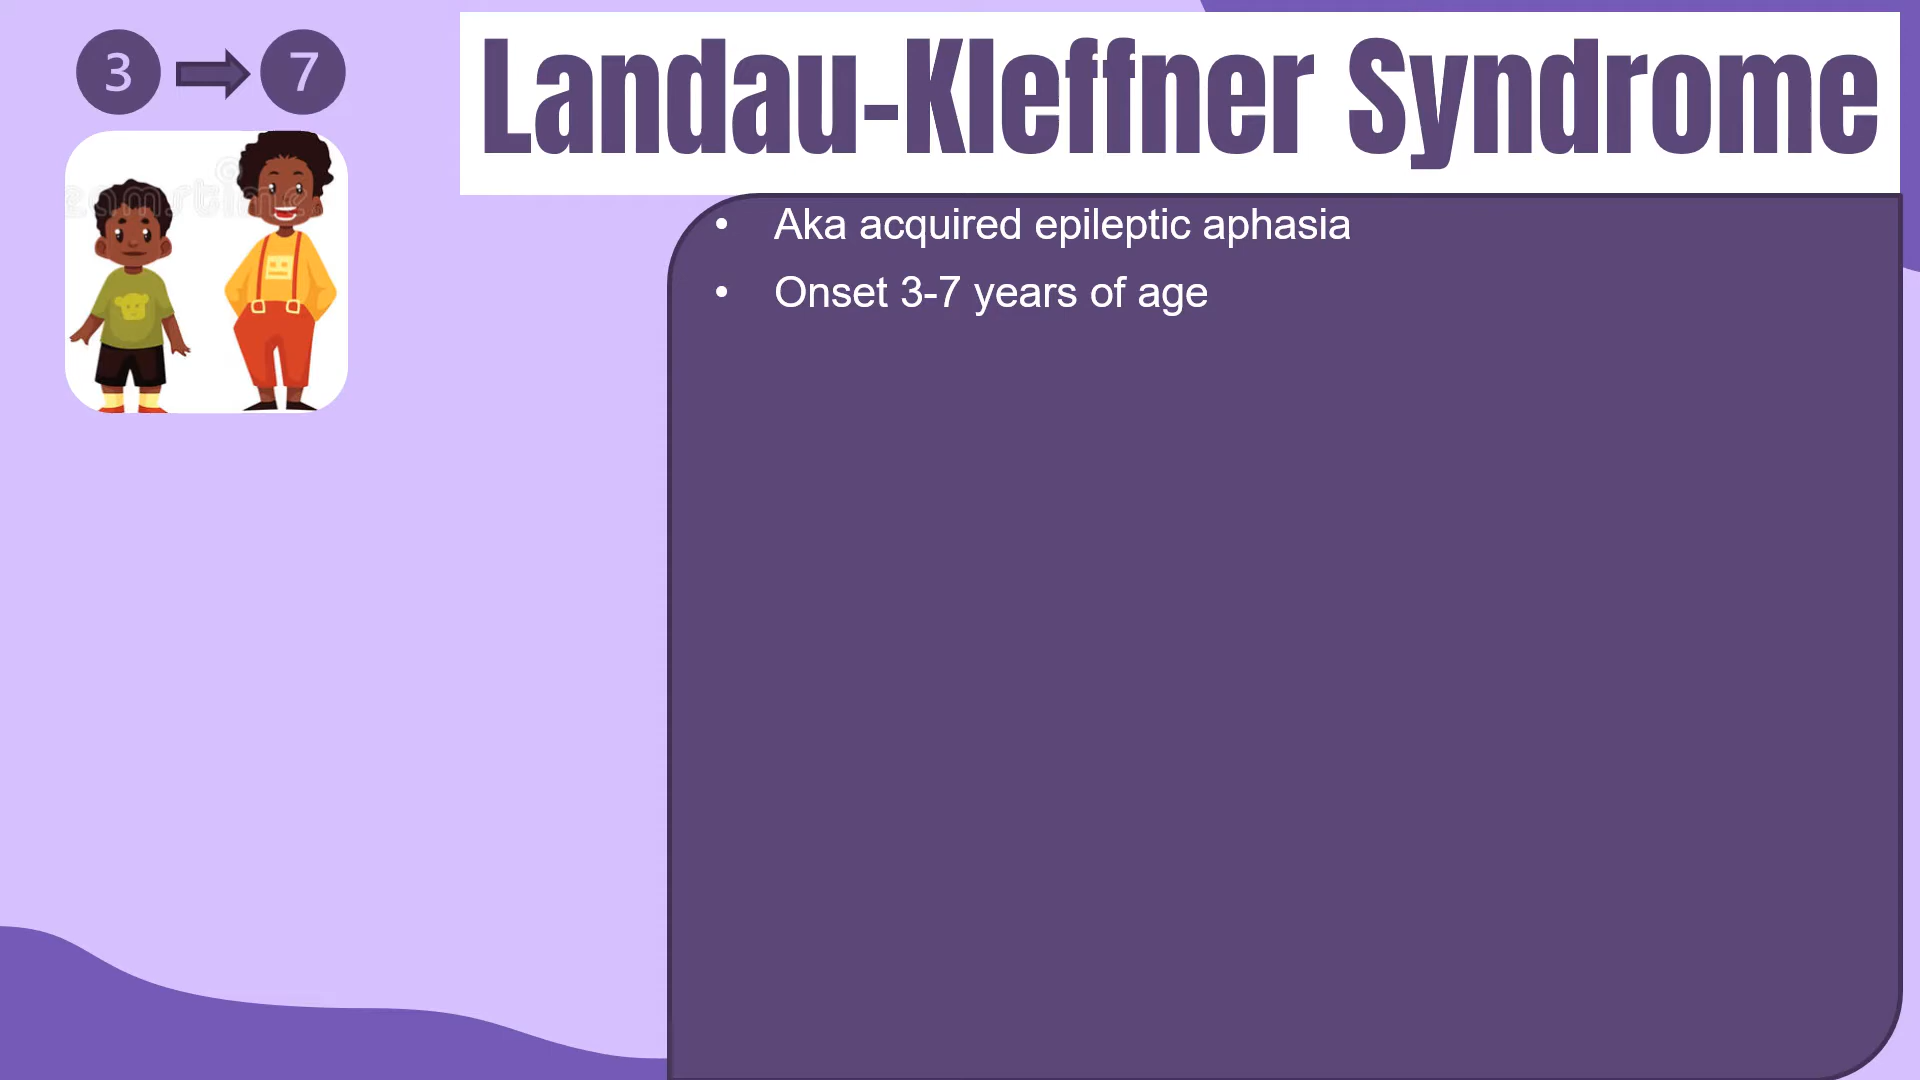 3 7
Landau-Kleffner Syndrome
• Aka acquired epileptic aphasia
• Onset 3-7 years of age